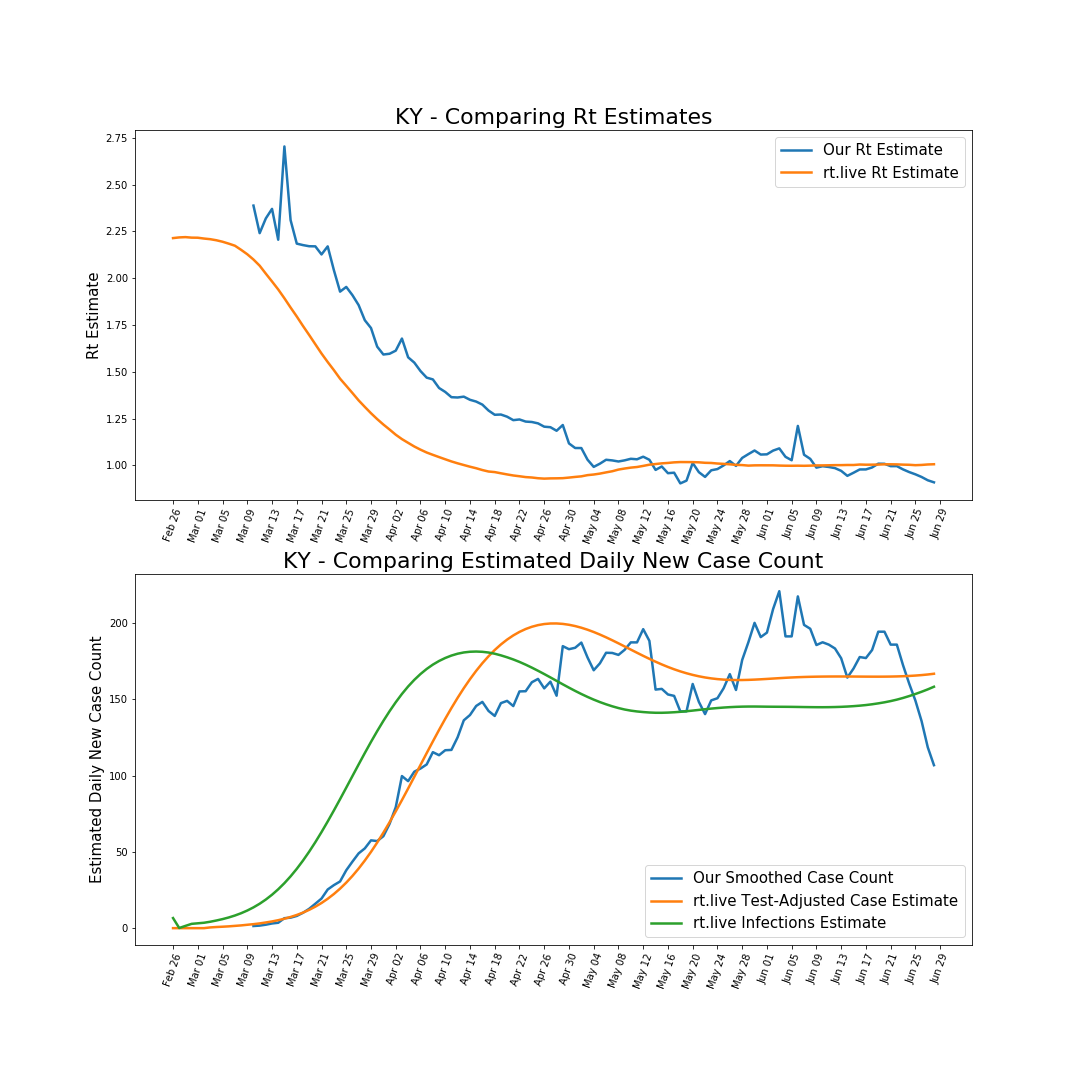 KY - Comparing Rt Estimates
Our Rt Estimate
rt.live Rt Estimate
Rt Estimate
2.75
2.50
2.25
2.00
1.75
1.50
1.25
1.00
Feb 26 Mar 01 Mar 05 Mar 09 Mar 13 Mar 17 Mar 21 Mar 25 Mar 29 Apr 02 Apr 06 Apr 10 Apr 14 Apr 18 Apr 22 Apr 26 Apr 30 May 04 May 08 May 12 May 16 May 20 May 24 May 28 Jun 01 Jun 05 Jun 09 Jun 13 Jun 17 Jun 21 Jun 25 Jun 29
KY - Comparing Estimated Daily New Case Count
Estimated Daily New Case Count
200
150
100
50
0
Our Smoothed Case Count
rt.live Test-Adjusted Case Estimate
rt.live Infections Estimate
Feb 26 Mar 01 Mar 05 Mar 09 Mar 13 Mar 17 Mar 21 Mar 25 Mar 29 Apr 02 Apr 06 Apr 10 Apr 14 Apr 18 Apr 22 Apr 26 Apr 30 May 04 May 08 May 12 May 16 May 20 May 24 May 28 Jun 01 Jun 05 Jun 09 Jun 13 Jun 17 Jun 21 Jun 25 Jun 29